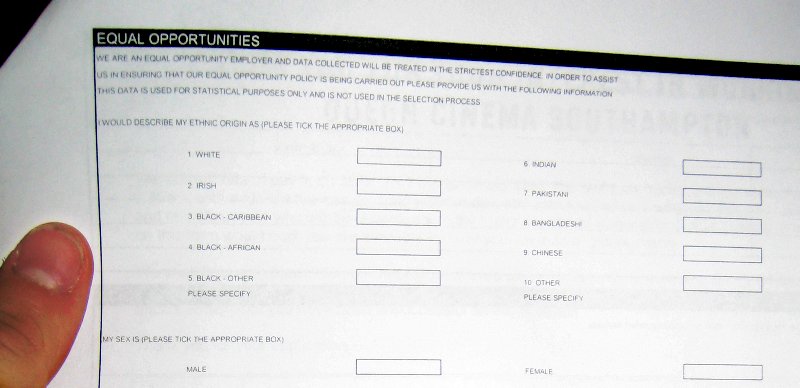 EQUAL OPPORTUNITIES
WE ARE AN EQUAL OPPORTUNITY EMPLOYER AND DATA COLLECTED WILL BE TREATED IN THE STRICTEST CONFIDENCE. IN ORDER TO ASSIST
US IN ENSURING THAT OUR EQUAL OPPORTUNITY POLICY IS BEING CARRIED OUT PLEASE PROVIDE US WITH THE FOLLOWING INFORMATION
THIS DATA IS USED FOR STATISTICAL PURPOSES ONLY AND IS NOT USED IN THE SELECTION PROCESS
I WOULD DESCRIBE MY ETHNIC ORIGIN AS (PLEASE TICK THE APPROPRIATE BOX)
1 WHITE
2 IRISH
3. BLACK - CARIBBEAN
4. BLACK - AFRICAN
5. BLACK - OTHER
PLEASE SPECIFY
6. INDIAN
7. PAKISTANI
8. BANGLADESHI
9. CHINESE
10. OTHER
PLEASE SPECIFY
MY SEX IS (PLEASE TICK THE APPROPRIATE BOX)
MALE
FEMALE